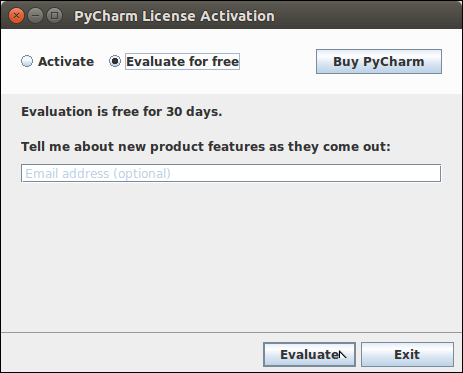 PyCharm License Activation
Activate Evaluate for free Buy PyCharm
Evaluation is free for 30 days.
Tell me about new product features as they come out:
Email address (optional)
Evaluate Exit